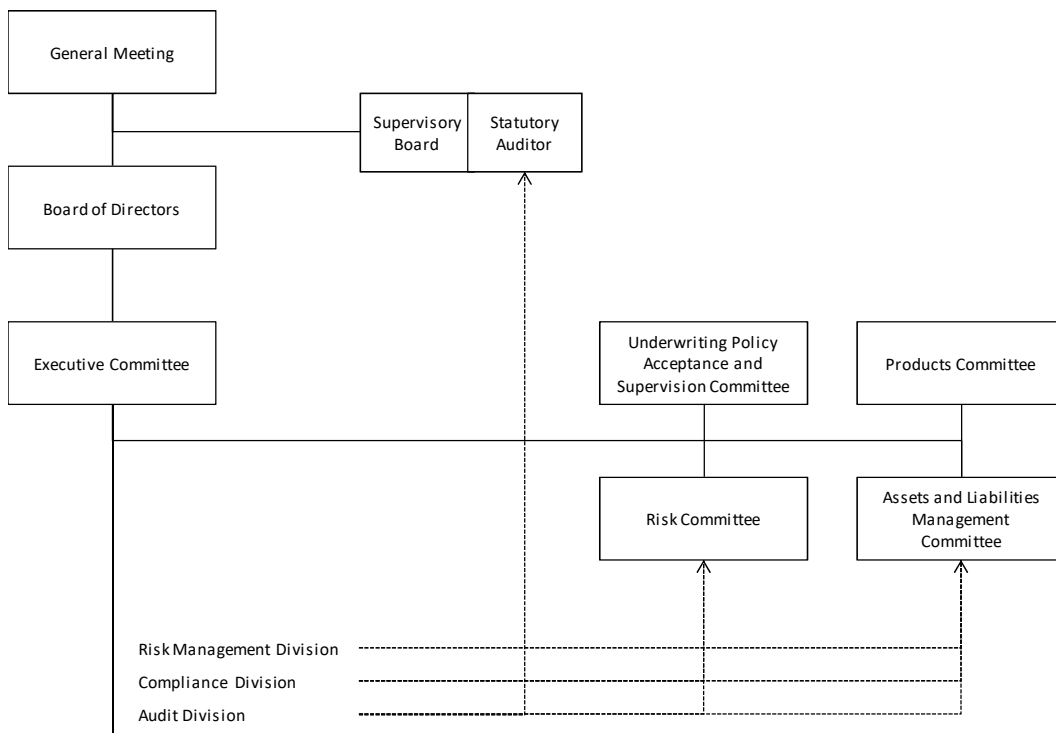 General Meeting
Supervisory
Board
Statutory
Auditor
Board of Directors
Executive Committee
Underwriting Policy
Acceptance and
Supervision Committee
Products Committee
Risk Committee
Assets and Liabilities
Management
Committee
Risk Management Division
Compliance Division
Audit Division